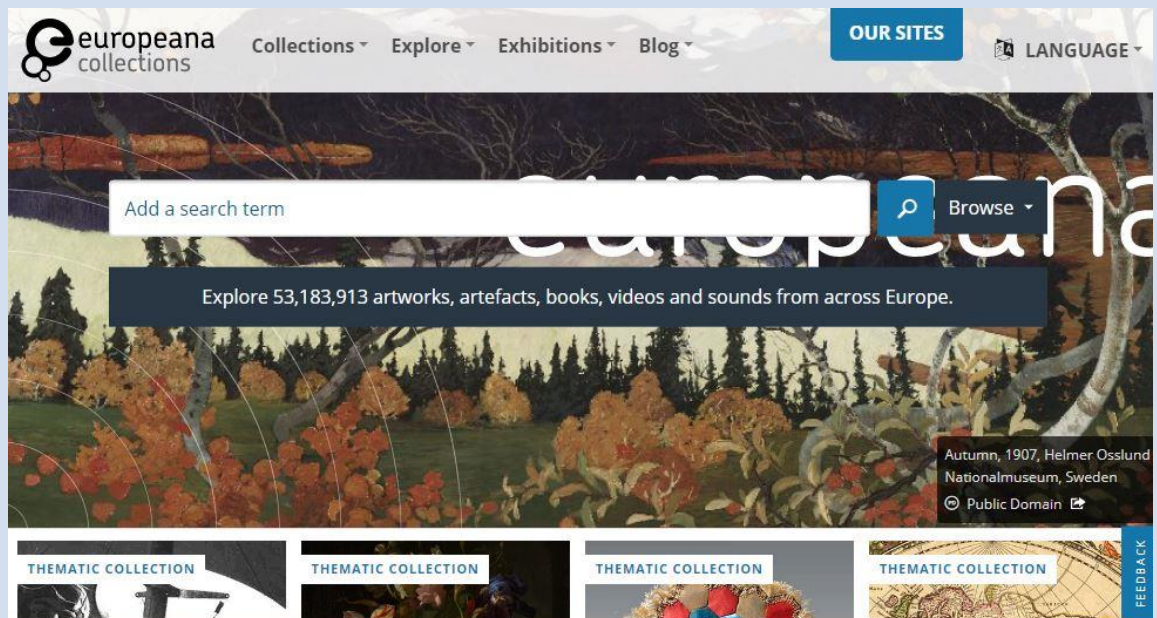 europeana
collections
Collections
Explore
Exhibitions
Blog
OUR SITES
LANGUAGE
europeana
Add a search term
Browse
Explore 53,183,913 artworks, artefacts, books, videos and sounds from across Europe.
Autumn, 1907, Helmer Osslund
Nationalmuseum, Sweden
Public Domain
THEMATIC COLLECTION
THEMATIC COLLECTION
THEMATIC COLLECTION
THEMATIC COLLECTION
FEEDBACK